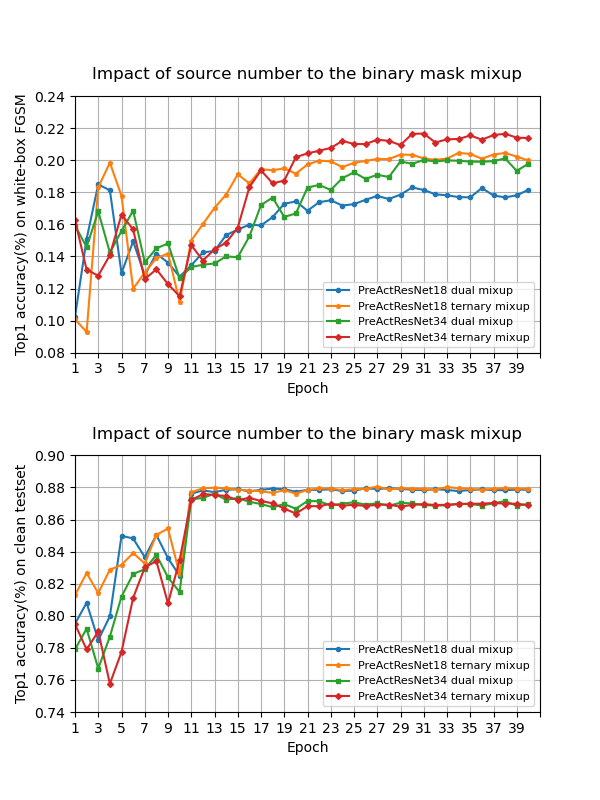 Impact of source number to the binary mask mixup
Top1 accuracy(%) on white-box FGSM
0.24
0.22
0.20
0.18
0.16
0.14
0.12
0.10
0.08
PreActResNet18 dual mixup
PreActResNet18 ternary mixup
PreActResNet34 dual mixup
PreActResNet34 ternary mixup
1 3 5 7 9 11 13 15 17 19 21 23 25 27 29 31 33 35 37 39
Epoch
Impact of source number to the binary mask mixup
Top1 accuracy(%) on clean testset
0.90
0.88
0.86
0.84
0.82
0.80
0.78
0.76
0.74
PreActResNet18 dual mixup
PreActResNet18 ternary mixup
PreActResNet34 dual mixup
PreActResNet34 ternary mixup
1 3 5 7 9 11 13 15 17 19 21 23 25 27 29 31 33 35 37 39
Epoch